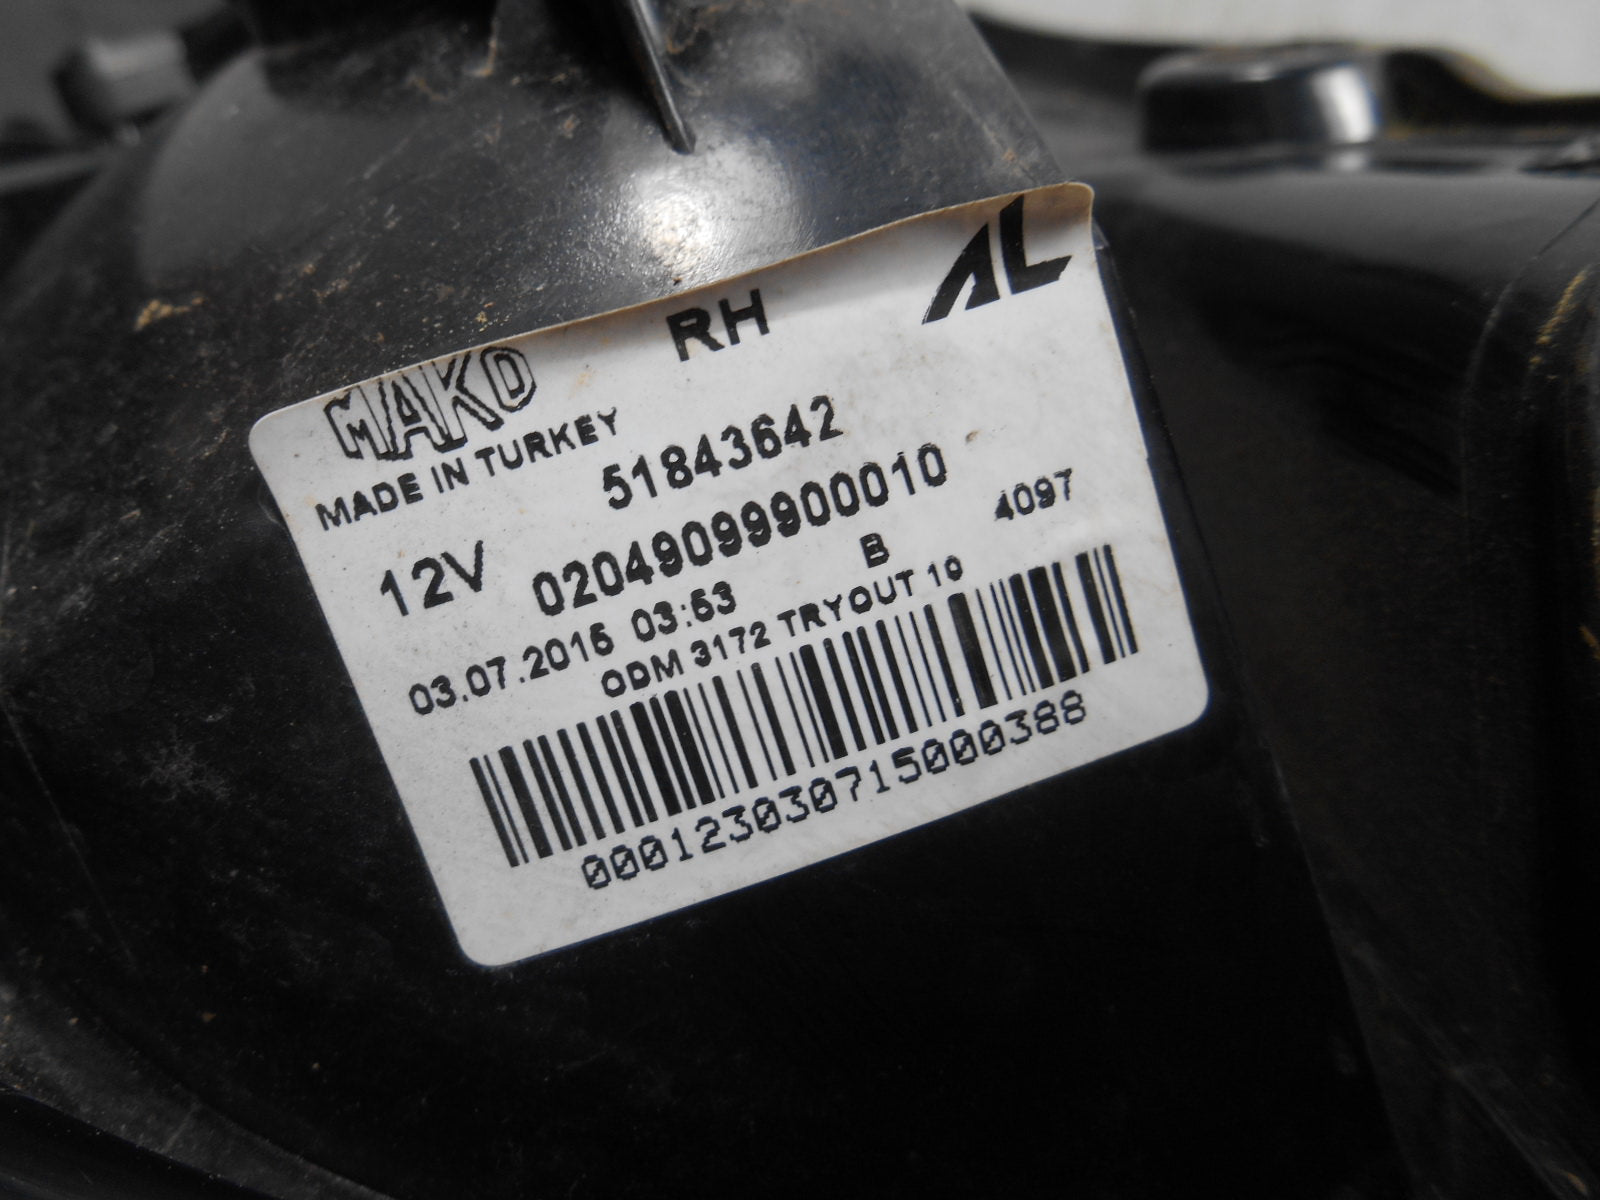 RH
AL
MAKO
MADE IN TURKEY
51843642
12V
02049099900010
4097
03.07.2015 03:53
B
ODM 3172 TRYOUT 10
000123030715000388